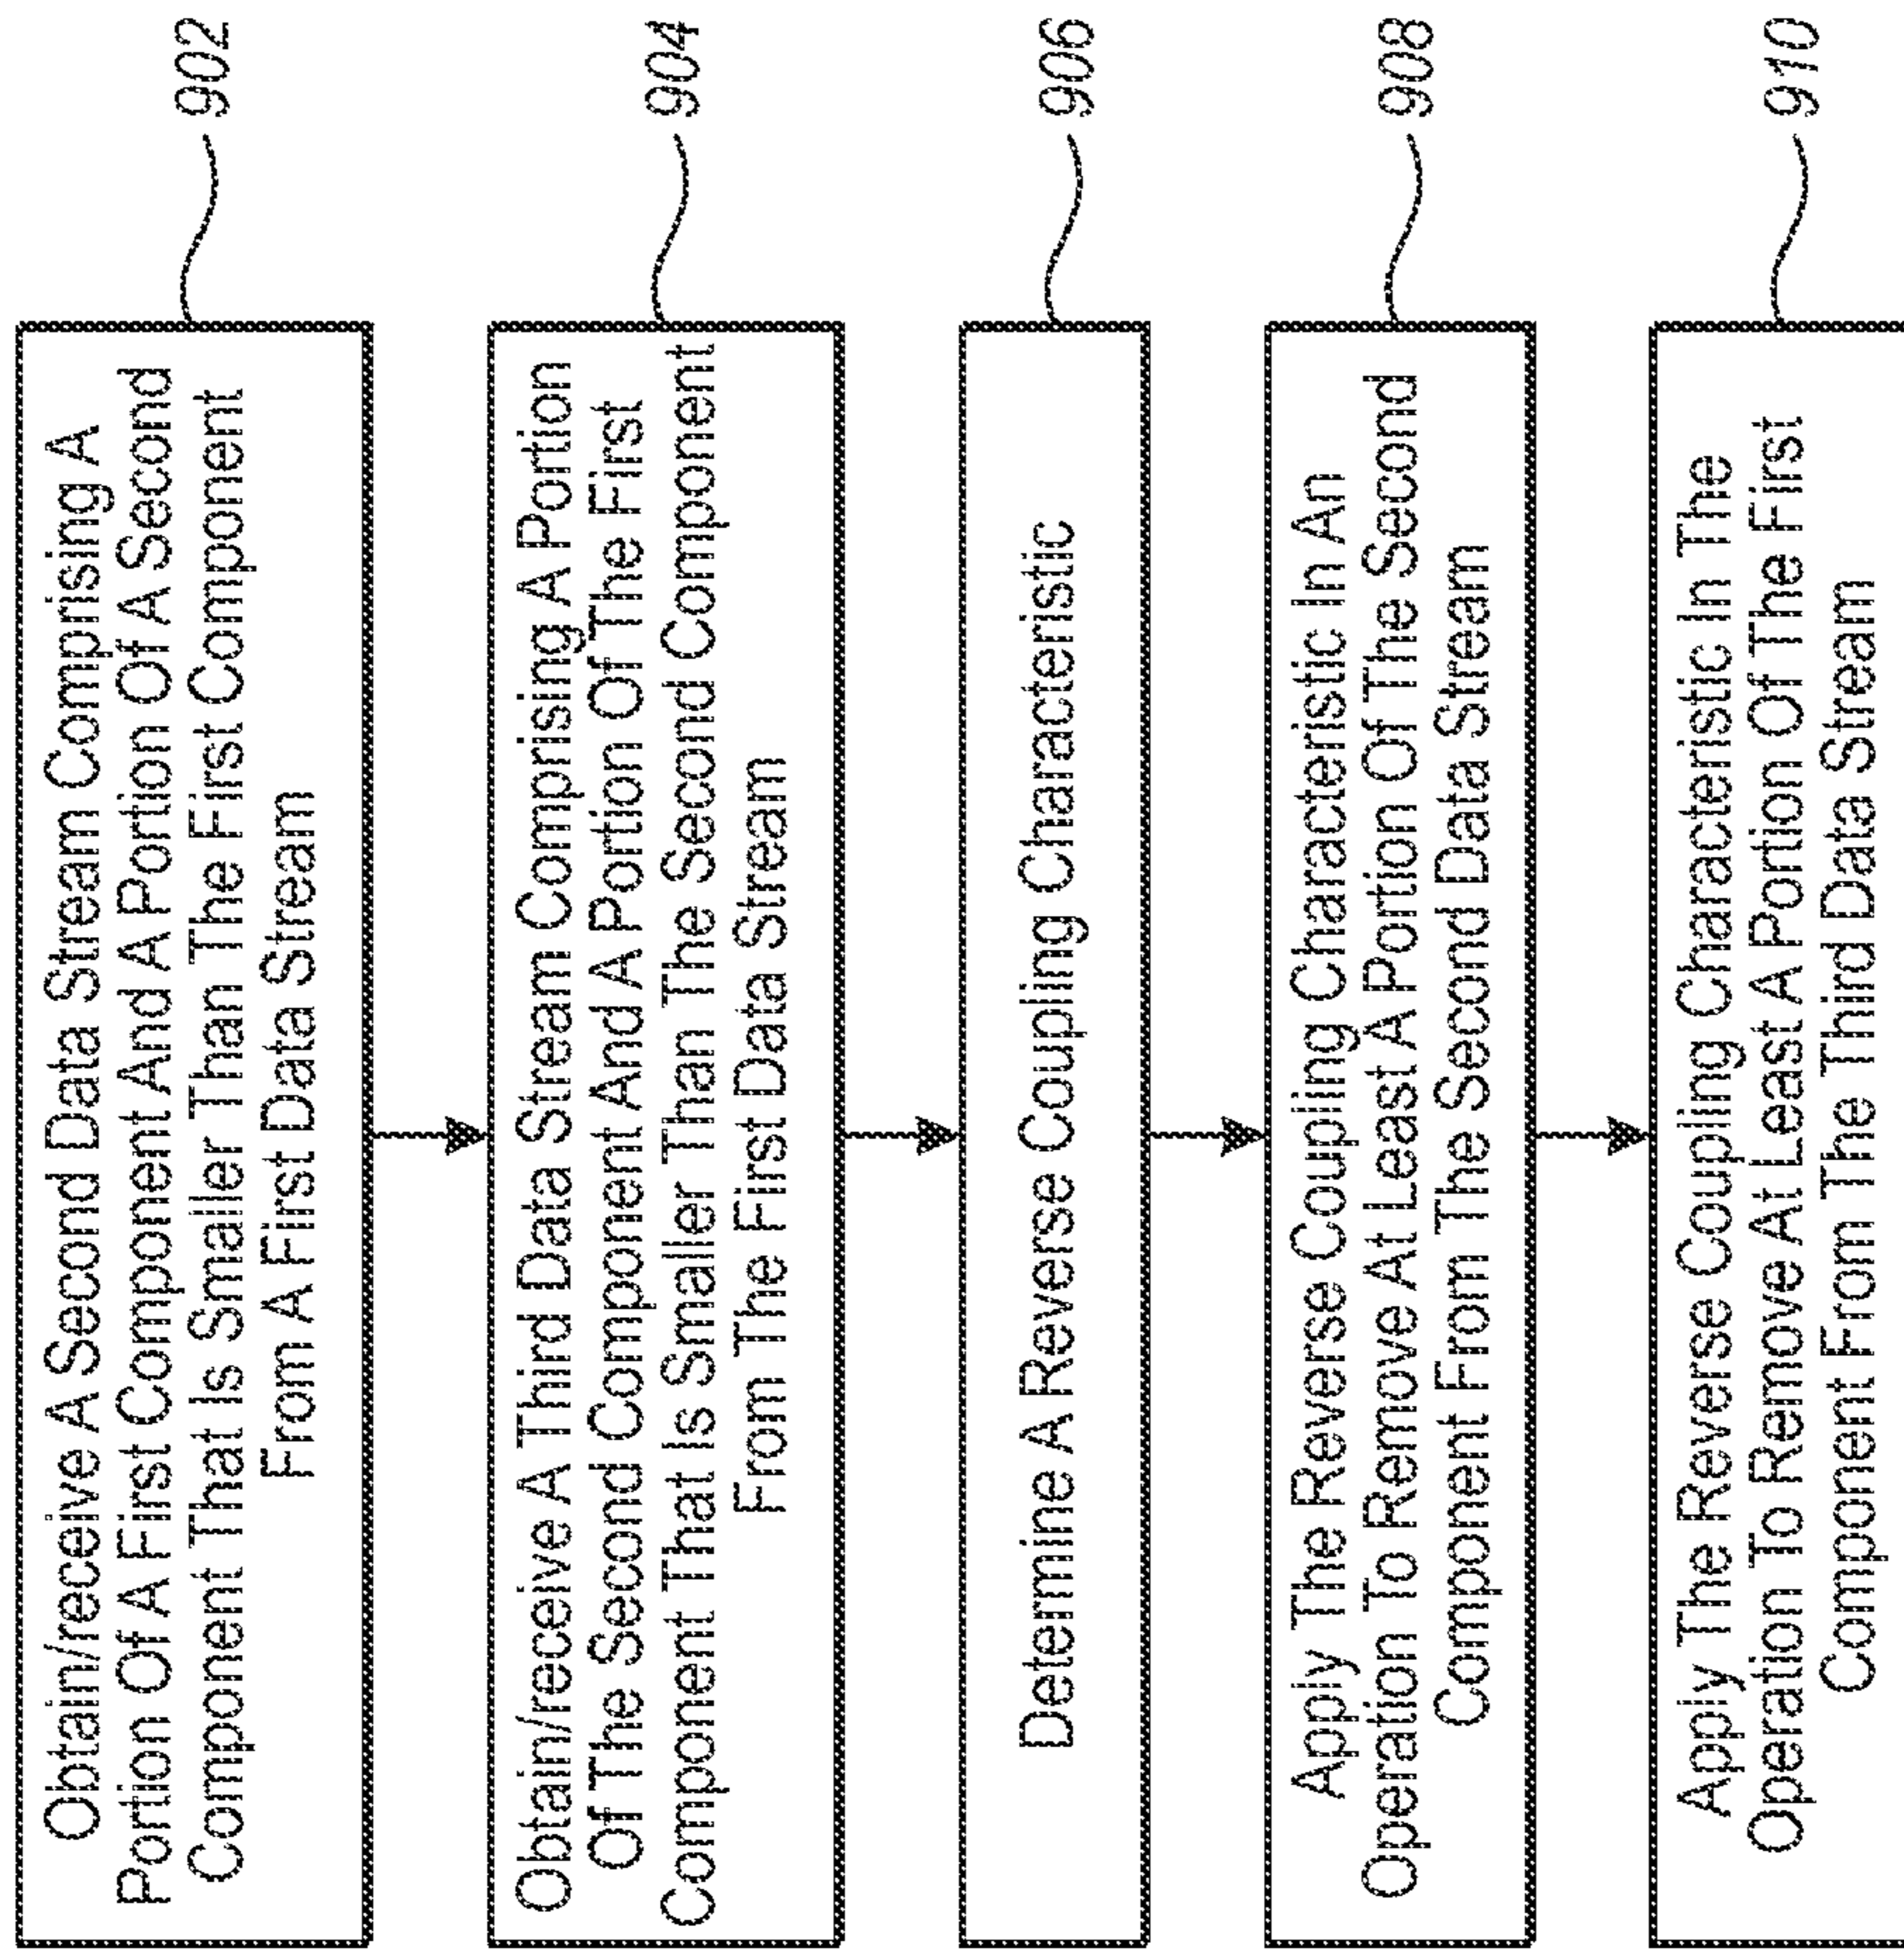 Obtain/receive A Second Data Stream Comprising A
Portion Of A First Component And A Portion Of A Second
Component That Is Smaller Than The First Component
From A First Data Stream
902
Obtain/receive A Third Data Stream Comprising A Portion
Of The Second Component And A Portion Of The First
Component That Is Smaller Than The Second Component
From The First Data Stream
904
Determine A Reverse Coupling Characteristic
906
Apply The Reverse Coupling Characteristic In An
Operation To Remove At Least A Portion Of The Second
Component From The Second Data Stream
908
Apply The Reverse Coupling Characteristic In The
Operation To Remove At Least A Portion Of The First
Component From The Third Data Stream
910